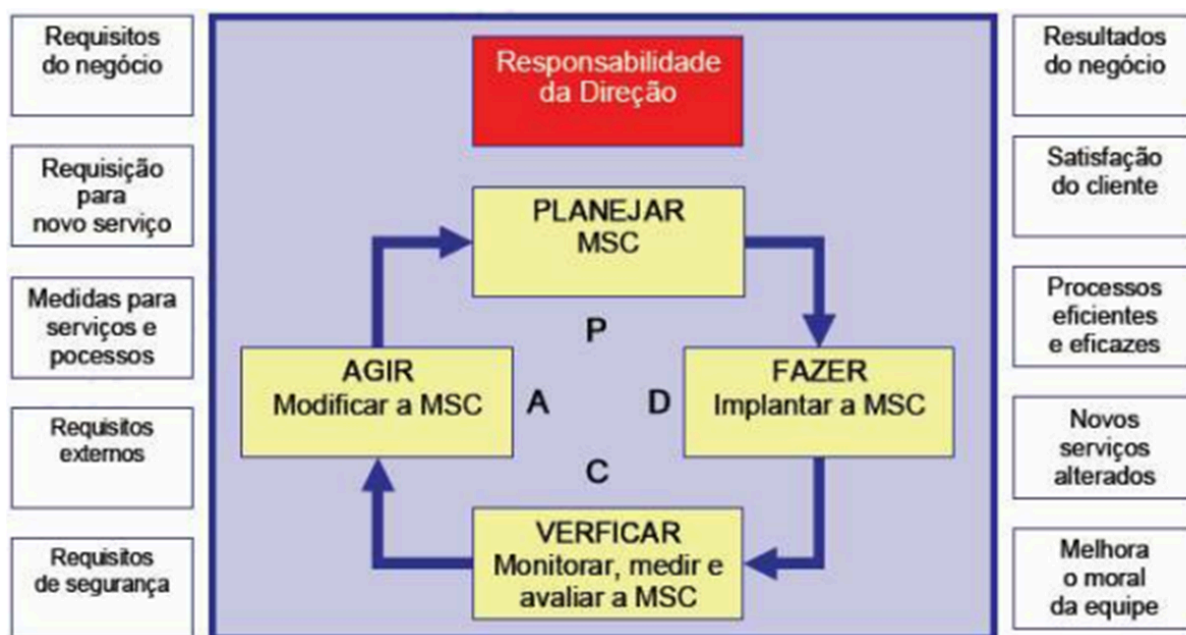 Requisitos
do negócio
Requisição
para
novo serviço
Medidas para
serviços e
pocessos
Requisitos
externos
Requisitos
de segurança
Responsabilidade
da Direção
PLANEJAR
MSC
P
AGIR
Modificar a MSC
A
D
FAZER
Implantar a MSC
C
VERFICAR
Monitorar, medir e
avaliar a MSC
Resultados
do negócio
Satisfação
do cliente
Processos
eficientes
e eficazes
Novos
serviços
alterados
Melhora
o moral
da equipe